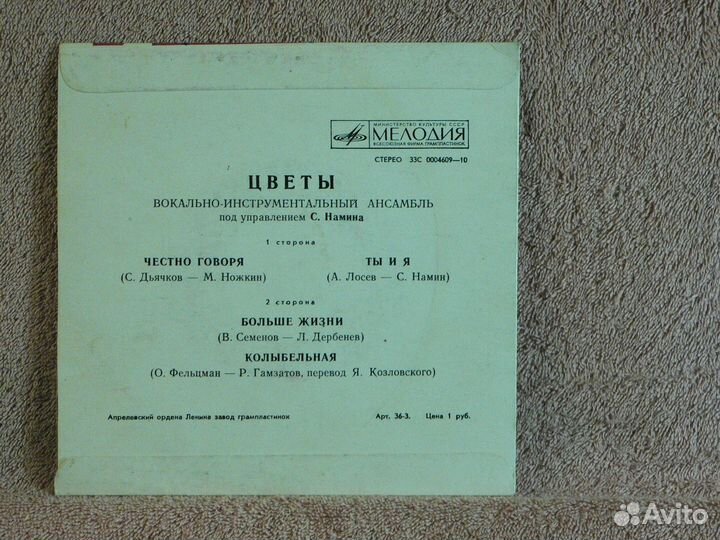 МИНИСТЕРСТВО КУЛЬТУРЫ СССР
МЕЛОДИЯ
ВСЕСОЮЗНАЯ ФИРМА ГРАМПЛАСТИНОК
СТЕРЕО 33С 0004609—10
ЦВЕТЫ
ВОКАЛЬНО-ИНСТРУМЕНТАЛЬНЫЙ АНСАМБЛЬ
под управлением С. Намина
1 сторона
ЧЕСТНО ГОВОРЯ ТЫ И Я
(С. Дьячков — М. Ножкин) (А. Лосев — С. Намин)
2 сторона
БОЛЬШЕ ЖИЗНИ
(В. Семенов — Л. Дербенев)
КОЛЫБЕЛЬНАЯ
(О. Фельцман — Р. Гамзатов, перевод Я. Козловского)
Апрелевский ордена Ленина завод грампластинок Арт. 36-3. Цена 1 руб.
Avito